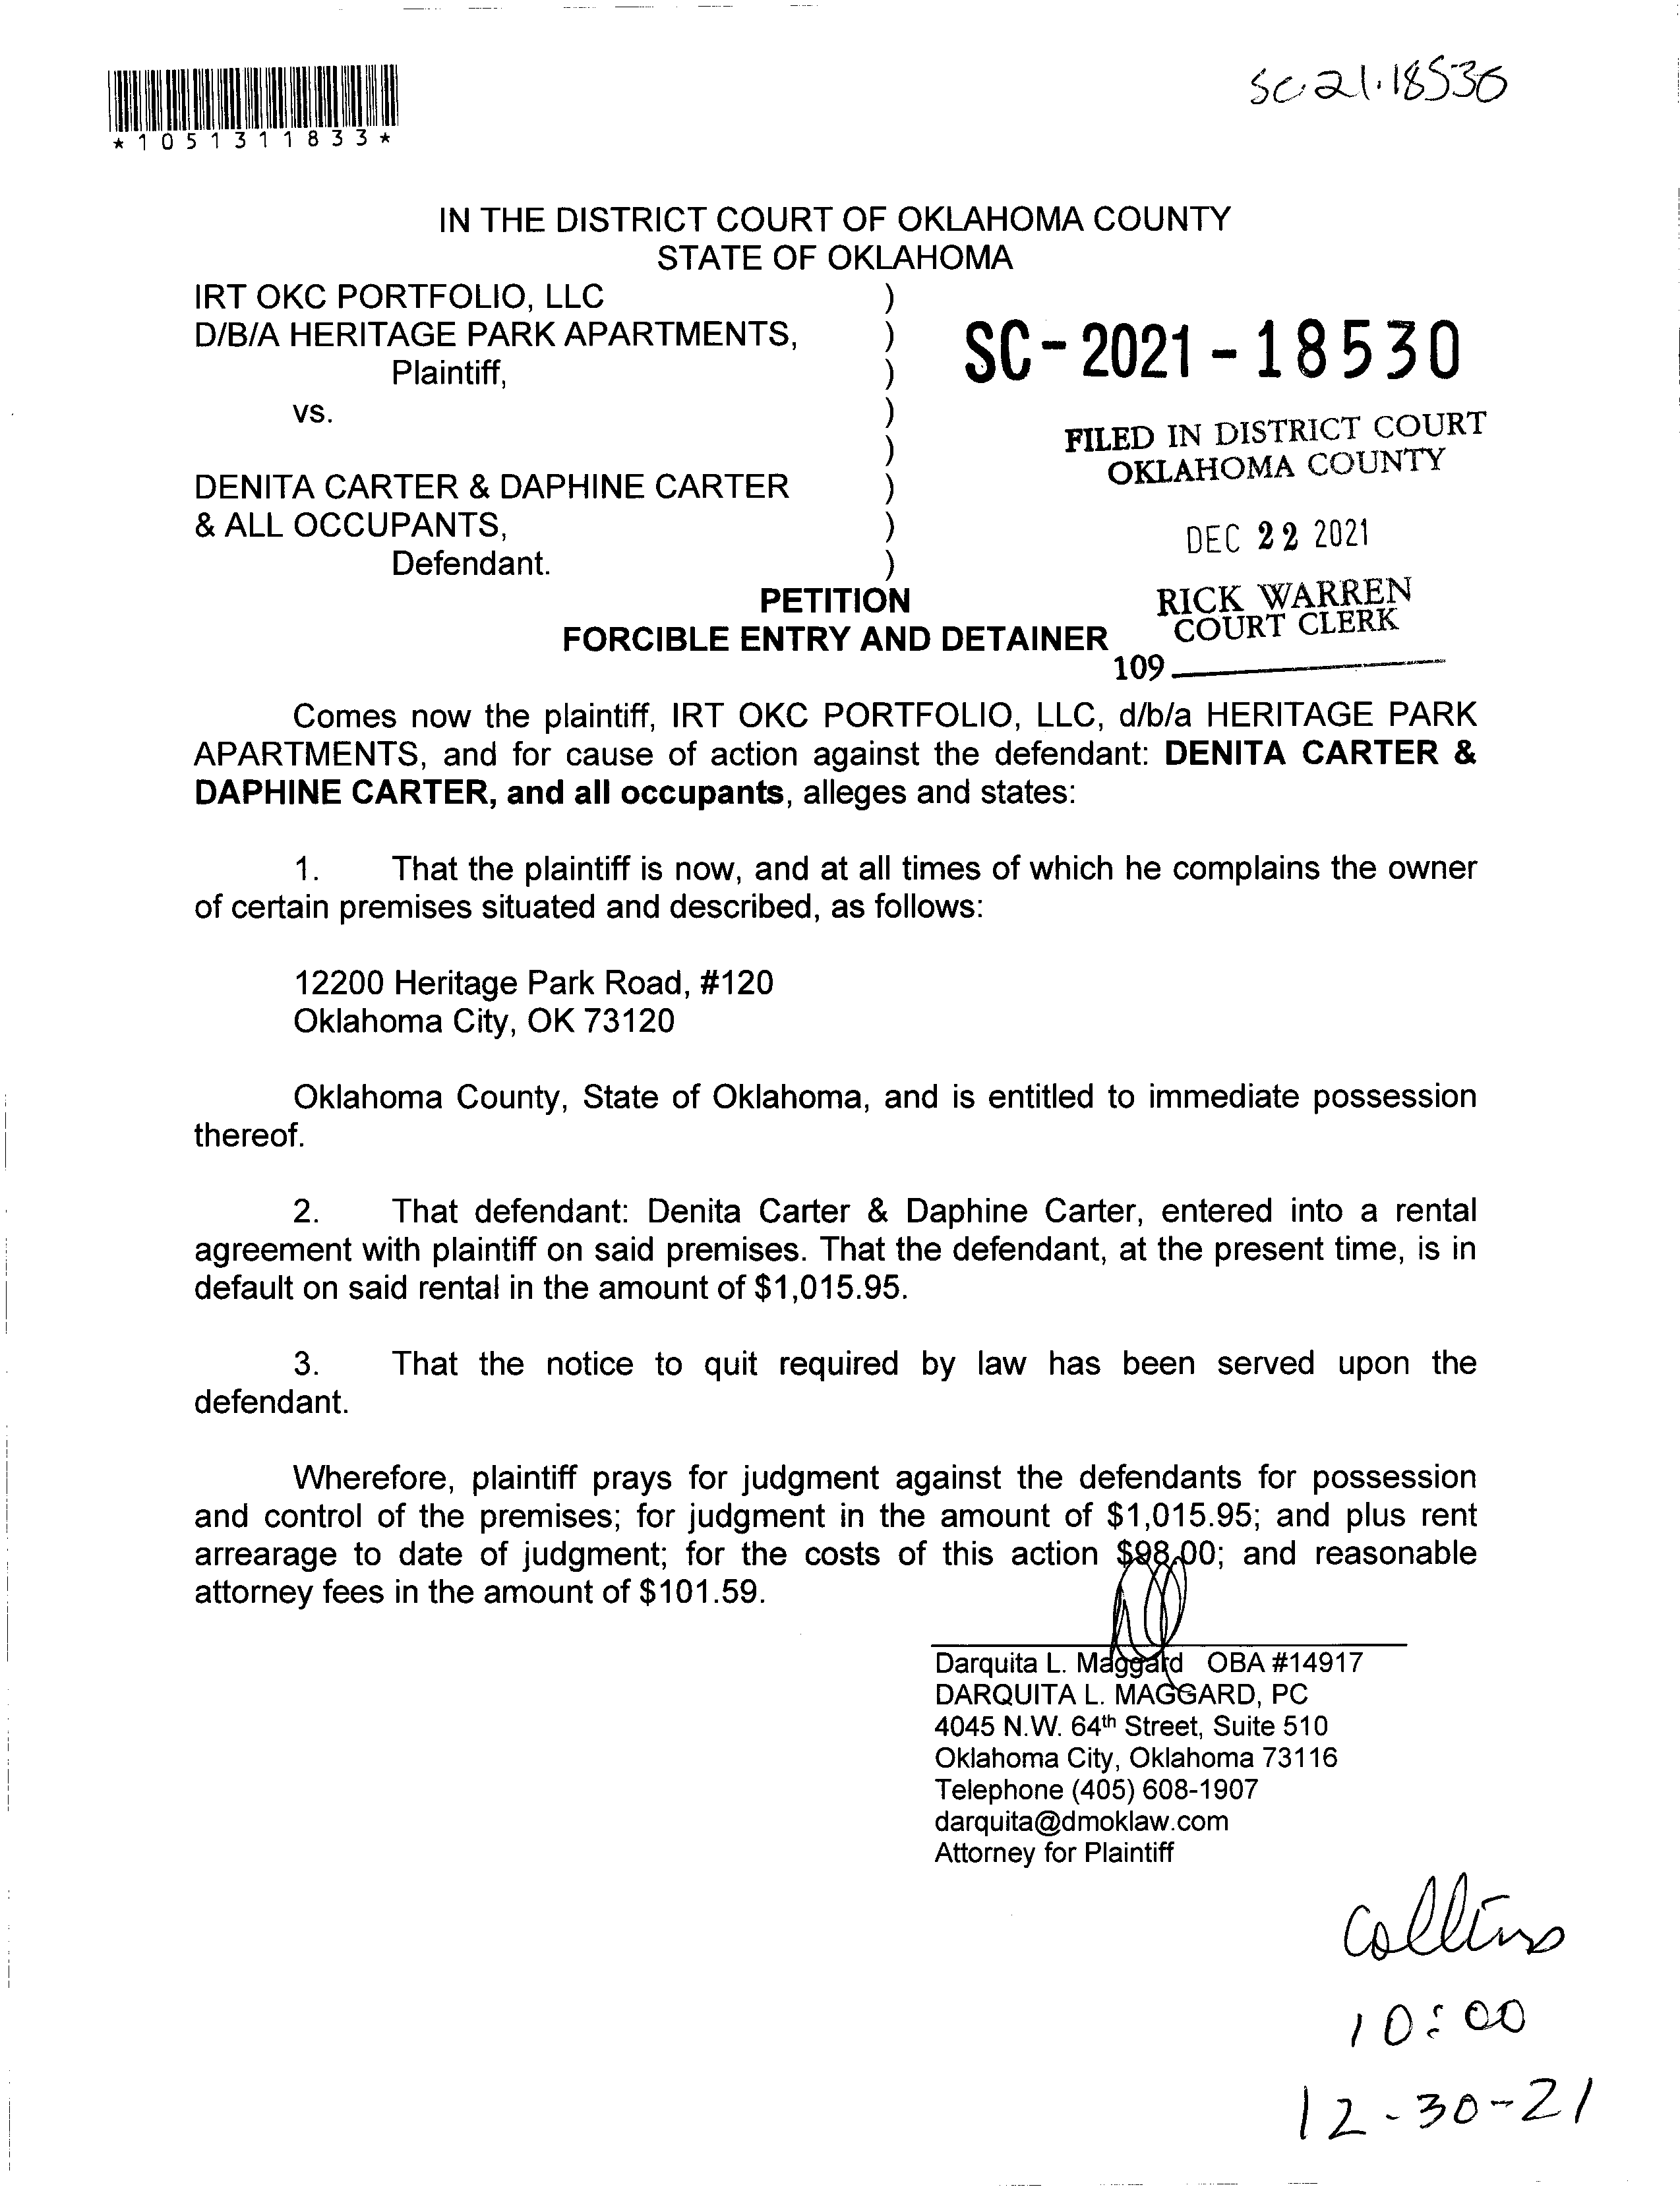 SC-21-18530
*1051311833*
IN THE DISTRICT COURT OF OKLAHOMA COUNTY
STATE OF OKLAHOMA
IRT OKC PORTFOLIO, LLC )
D/B/A HERITAGE PARK APARTMENTS, )
Plaintiff, )
SC-2021-18530
vs. )
)
FILED IN DISTRICT COURT
OKLAHOMA COUNTY
DENITA CARTER & DAPHINE CARTER )
& ALL OCCUPANTS, )
DEC 22 2021
Defendant. )
PETITION
RICK WARREN
COURT CLERK
FORCIBLE ENTRY AND DETAINER
109
Comes now the plaintiff, IRT OKC PORTFOLIO, LLC, d/b/a HERITAGE PARK
APARTMENTS, and for cause of action against the defendant: DENITA CARTER &
DAPHINE CARTER, and all occupants, alleges and states:
1. That the plaintiff is now, and at all times of which he complains the owner
of certain premises situated and described, as follows:
12200 Heritage Park Road, #120
Oklahoma City, OK 73120
Oklahoma County, State of Oklahoma, and is entitled to immediate possession
thereof.
2. That defendant: Denita Carter & Daphine Carter, entered into a rental
agreement with plaintiff on said premises. That the defendant, at the present time, is in
default on said rental in the amount of $1,015.95.
3. That the notice to quit required by law has been served upon the
defendant.
Wherefore, plaintiff prays for judgment against the defendants for possession
and control of the premises; for judgment in the amount of $1,015.95; and plus rent
arrearage to date of judgment; for the costs of this action $98.00; and reasonable
attorney fees in the amount of $101.59.
Darquita L. Maggard OBA #14917
DARQUITA L. MAGGARD, PC
4045 N.W. 64th Street, Suite 510
Oklahoma City, Oklahoma 73116
Telephone (405) 608-1907
darquita@dmoklaw.com
Attorney for Plaintiff
Collins
10:00
12-30-21